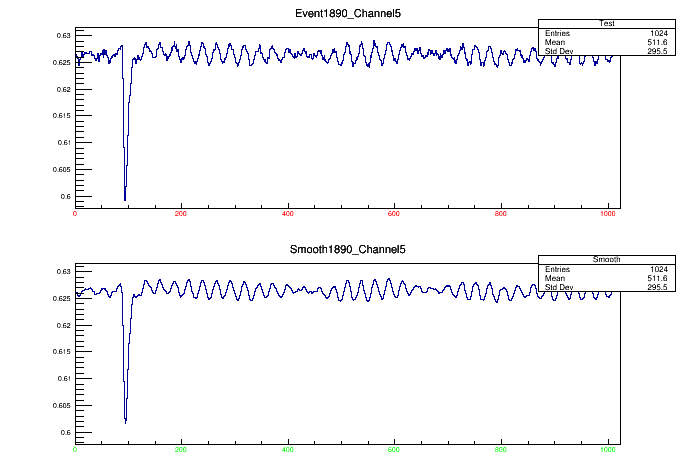 Event1890_Channel5
Test
Entries 1024
Mean 511.6
Std Dev 295.5
0.63
0.625
0.62
0.615
0.61
0.605
0.6
0 200 400 600 800 1000
Smooth1890_Channel5
Smooth
Entries 1024
Mean 511.6
Std Dev 295.5
0.63
0.625
0.62
0.615
0.61
0.605
0.6
0 200 400 600 800 1000